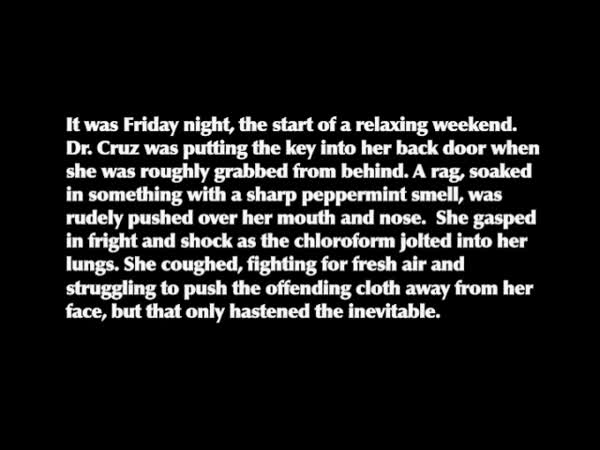 It was Friday night, the start of a relaxing weekend.
Dr. Cruz was putting the key into her back door when
she was roughly grabbed from behind. A rag, soaked
in something with a sharp peppermint smell, was
rudely pushed over her mouth and nose.  She gasped
in fright and shock as the chloroform jolted into her
lungs. She coughed, fighting for fresh air and
struggling to push the offending cloth away from her
face, but that only hastened the inevitable.